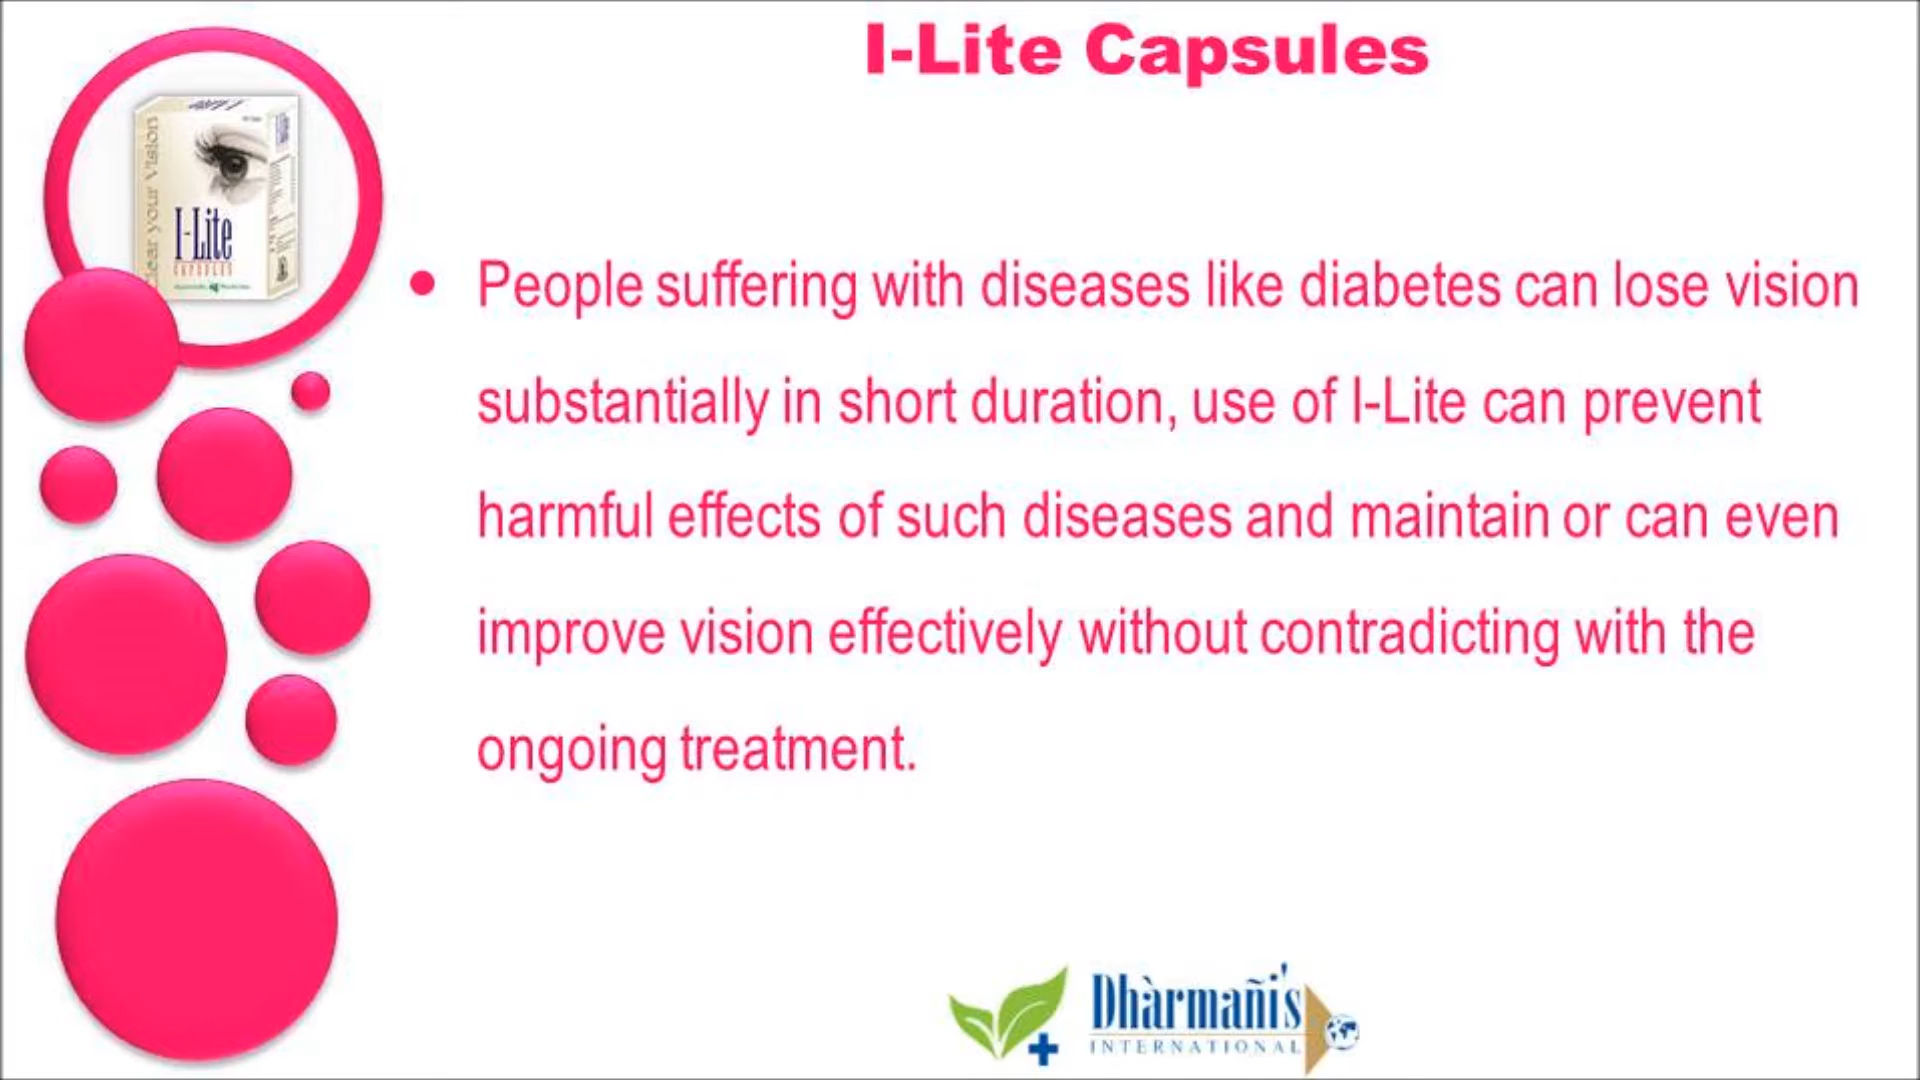 I-Lite Capsules
clear your Vision
I-Lite
CAPSULES
• People suffering with diseases like diabetes can lose vision
substantially in short duration, use of I-Lite can prevent
harmful effects of such diseases and maintain or can even
improve vision effectively without contradicting with the
ongoing treatment.
Dhàrmañi's
INTERNATIONAL